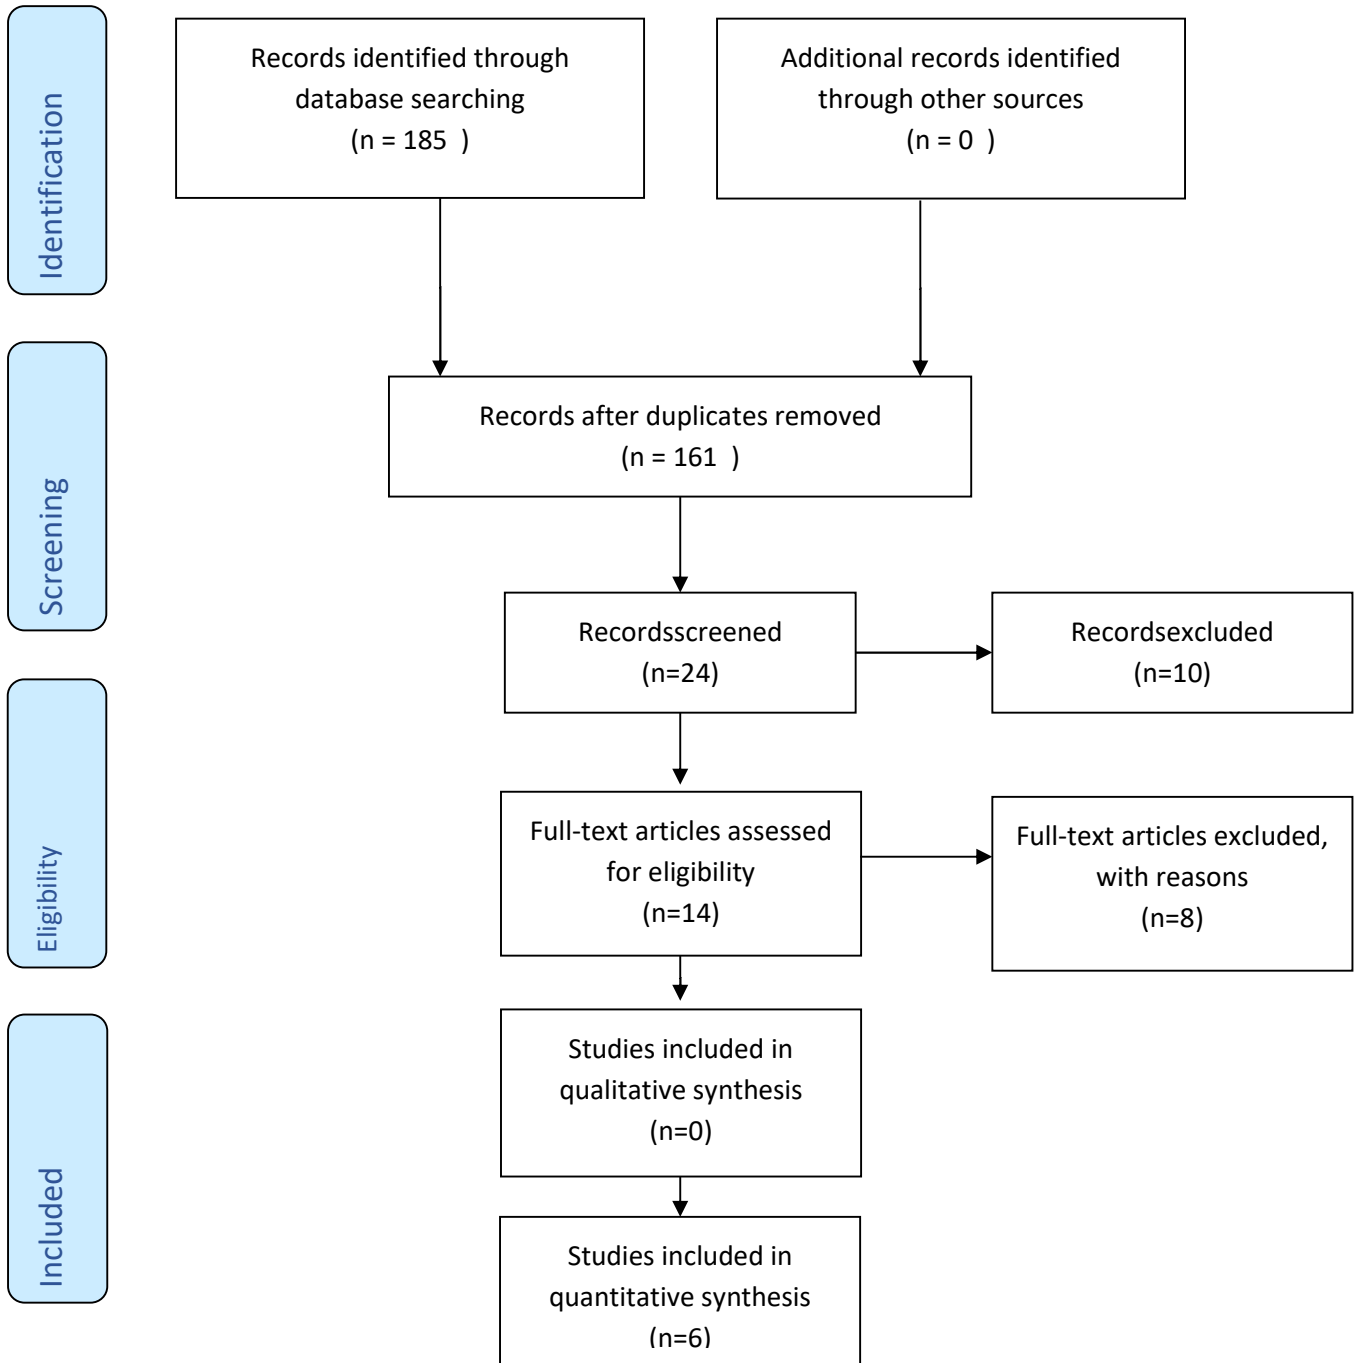 Identification
Records identified through
database searching
(n = 185  )
Additional records identified
through other sources
(n = 0  )
Screening
Records after duplicates removed
(n = 161  )
Recordsscreened
(n=24)
Recordsexcluded
(n=10)
Eligibility
Full-text articles assessed
for eligibility
(n=14)
Full-text articles excluded,
with reasons
(n=8)
Included
Studies included in
qualitative synthesis
(n=0)
Studies included in
quantitative synthesis
(n=6)